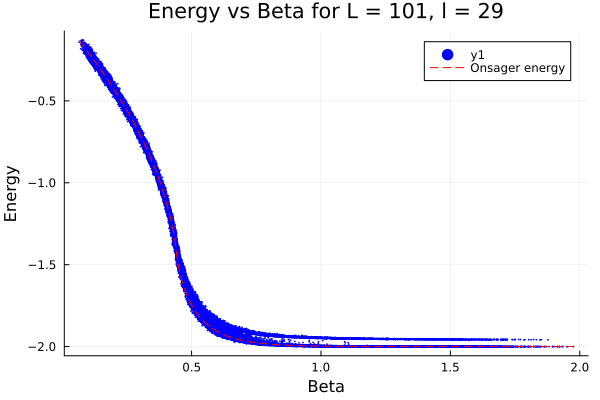 Energy vs Beta for L = 101, l = 29
y1
Onsager energy
Energy
−0.5
−1.0
−1.5
−2.0
0.5
1.0
1.5
2.0
Beta